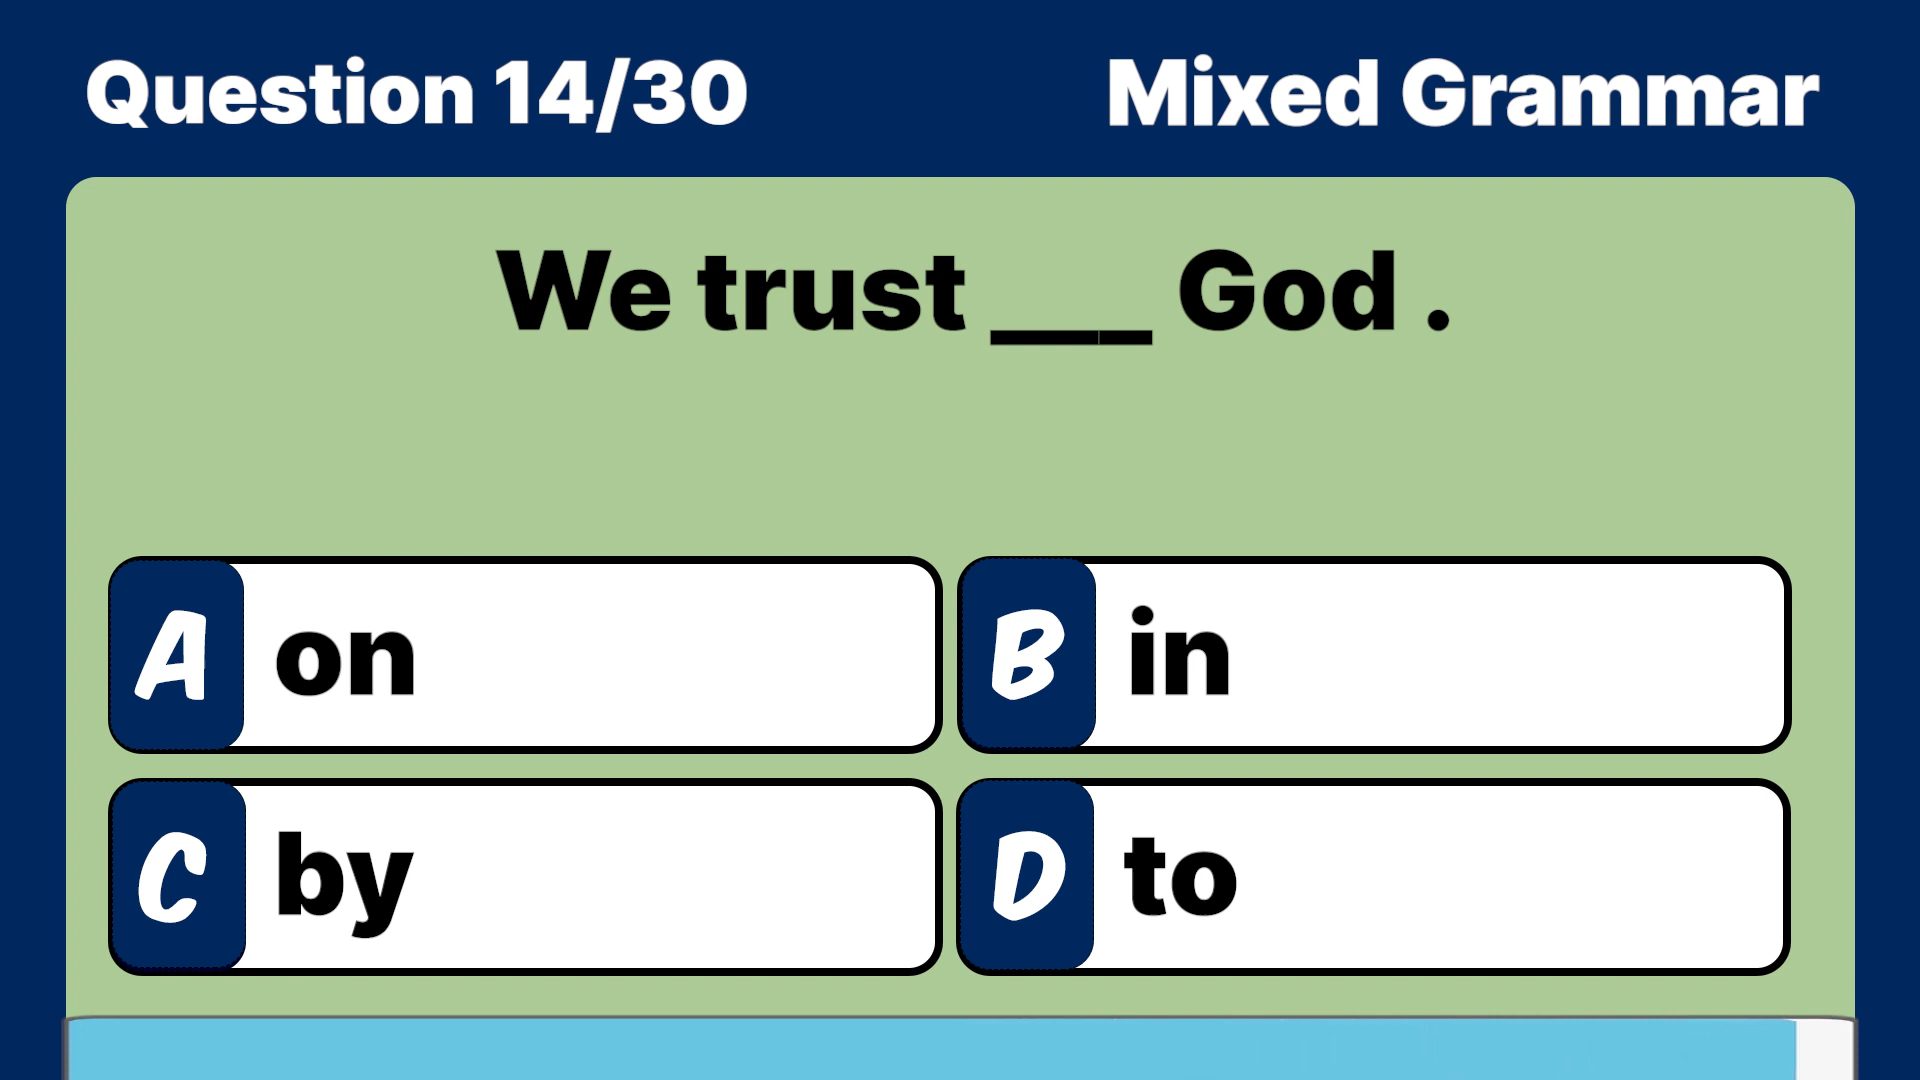 Question 14/30
Mixed Grammar
We trust ___ God .
A on
B in
C by
D to